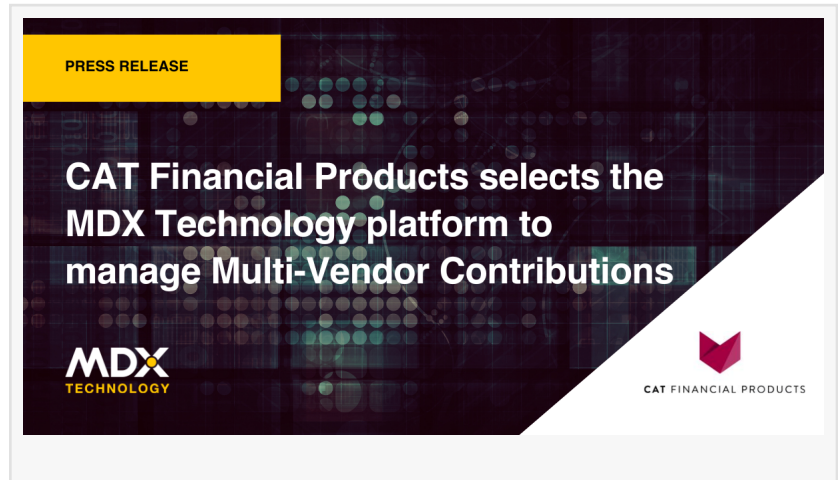 PRESS RELEASE
CAT Financial Products selects the
MDX Technology platform to
manage Multi-Vendor Contributions
MDX
TECHNOLOGY
CAT FINANCIAL PRODUCTS